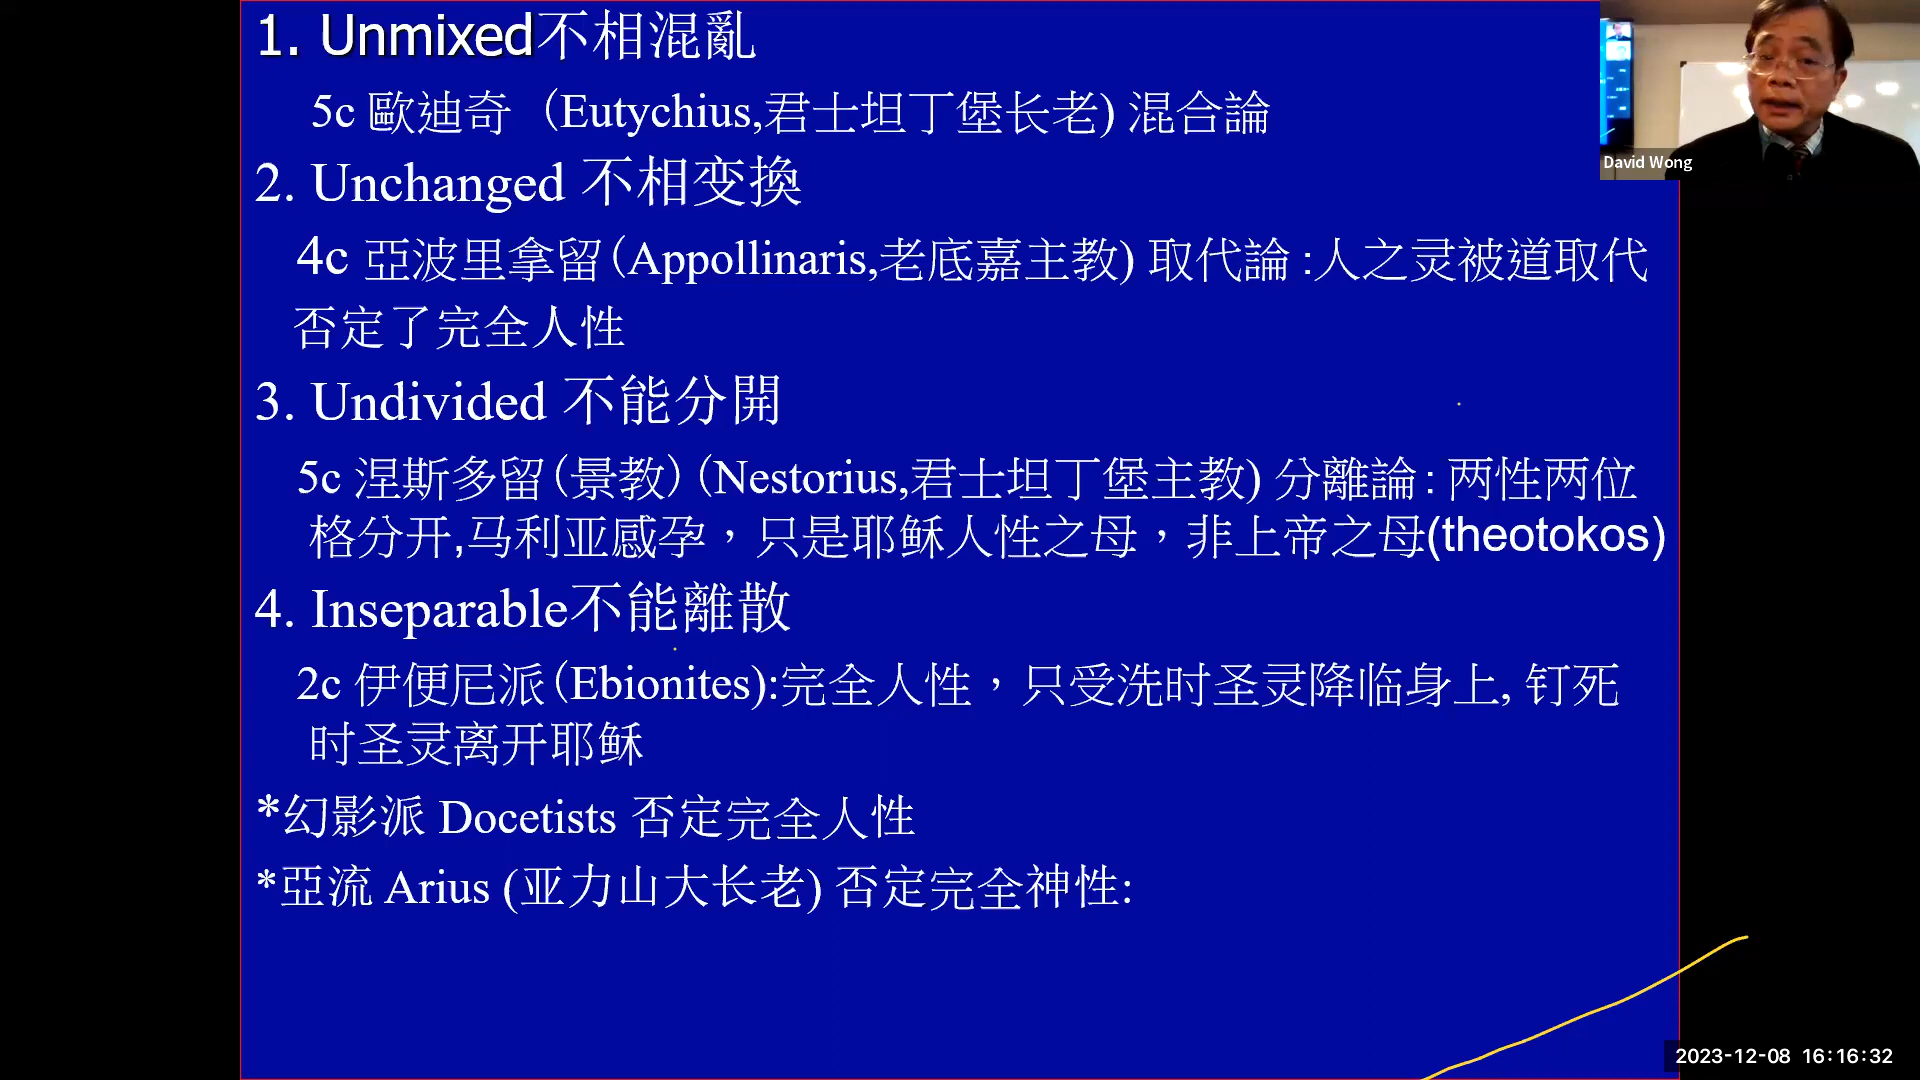 1. Unmixed不相混亂
5c 歐迪奇（Eutychius,君士坦丁堡长老) 混合論
2. Unchanged 不相变換
4c 亞波里拿留(Appollinaris,老底嘉主教) 取代論 :人之灵被道取代
否定了完全人性
3. Undivided 不能分開
5c 涅斯多留(景教) (Nestorius,君士坦丁堡主教) 分離論: 两性两位
格分开,马利亚感孕，只是耶稣人性之母，非上帝之母(theotokos)
4. Inseparable不能離散
2c 伊便尼派(Ebionites):完全人性，只受洗时圣灵降临身上, 钉死
时圣灵离开耶稣
*幻影派 Docetists 否定完全人性
*亞流 Arius (亚力山大长老) 否定完全神性:
David Wong
2023-12-08 16:16:32